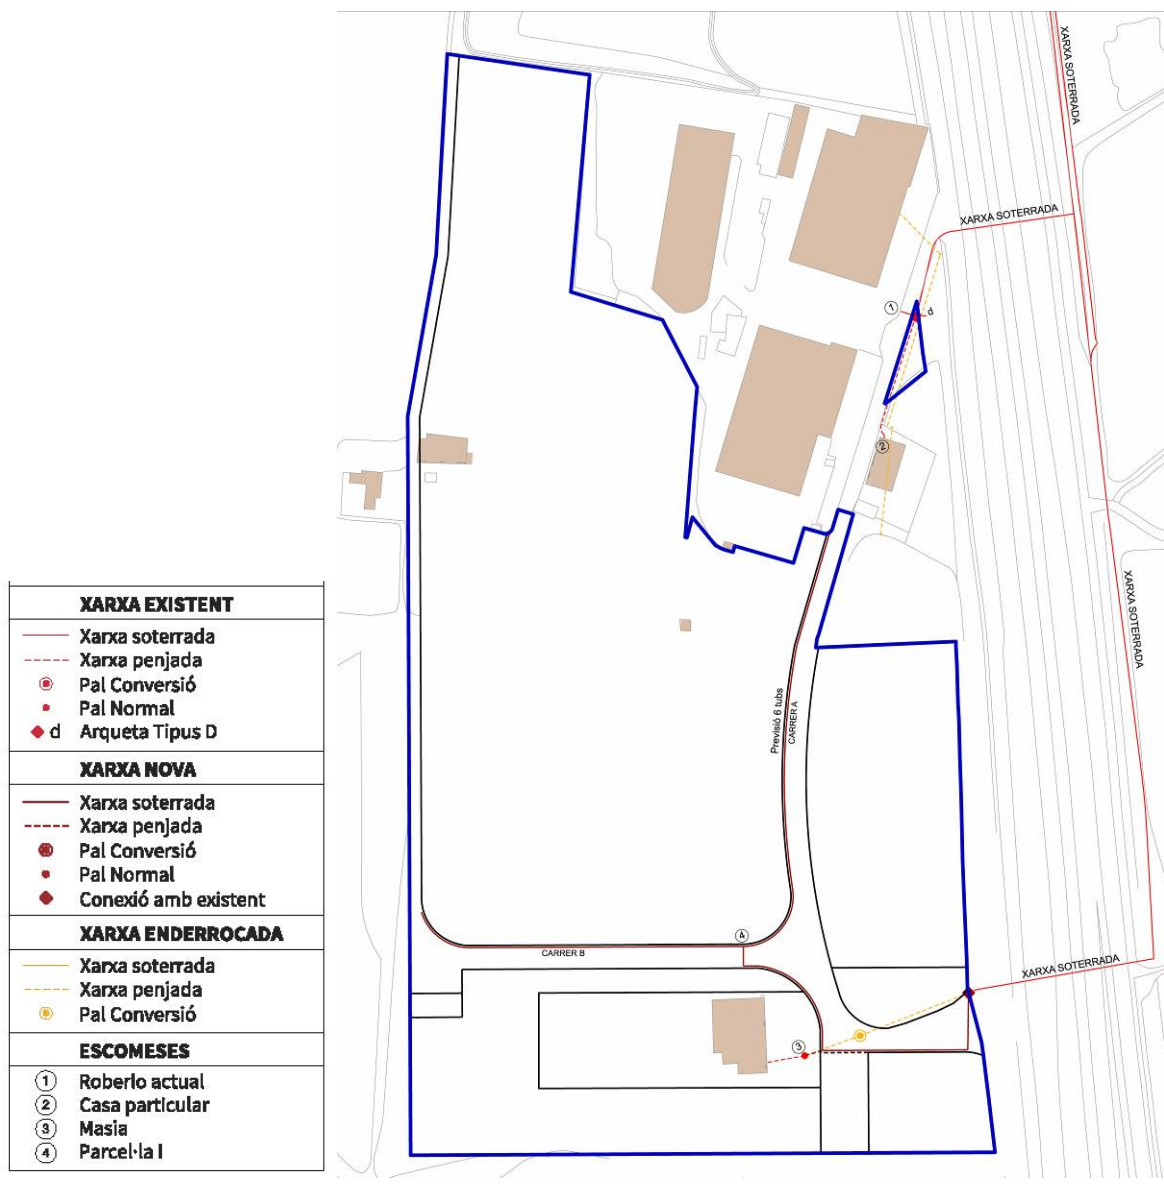 XARXA SOTERRADA
XARXA SOTERRADA
1
d
2
XARXA SOTERRADA
Previsió 6 tubs
CARRER A
4
CARRER B
XARXA SOTERRADA
3
XARXA EXISTENT
Xarxa soterrada
Xarxa penjada
Pal Conversió
Pal Normal
d Arqueta Tipus D
XARXA NOVA
Xarxa soterrada
Xarxa penjada
Pal Conversió
Pal Normal
Conexió amb existent
XARXA ENDERROCADA
Xarxa soterrada
Xarxa penjada
Pal Conversió
ESCOMESES
1 Roberlo actual
2 Casa particular
3 Masia
4 Parcel·la I